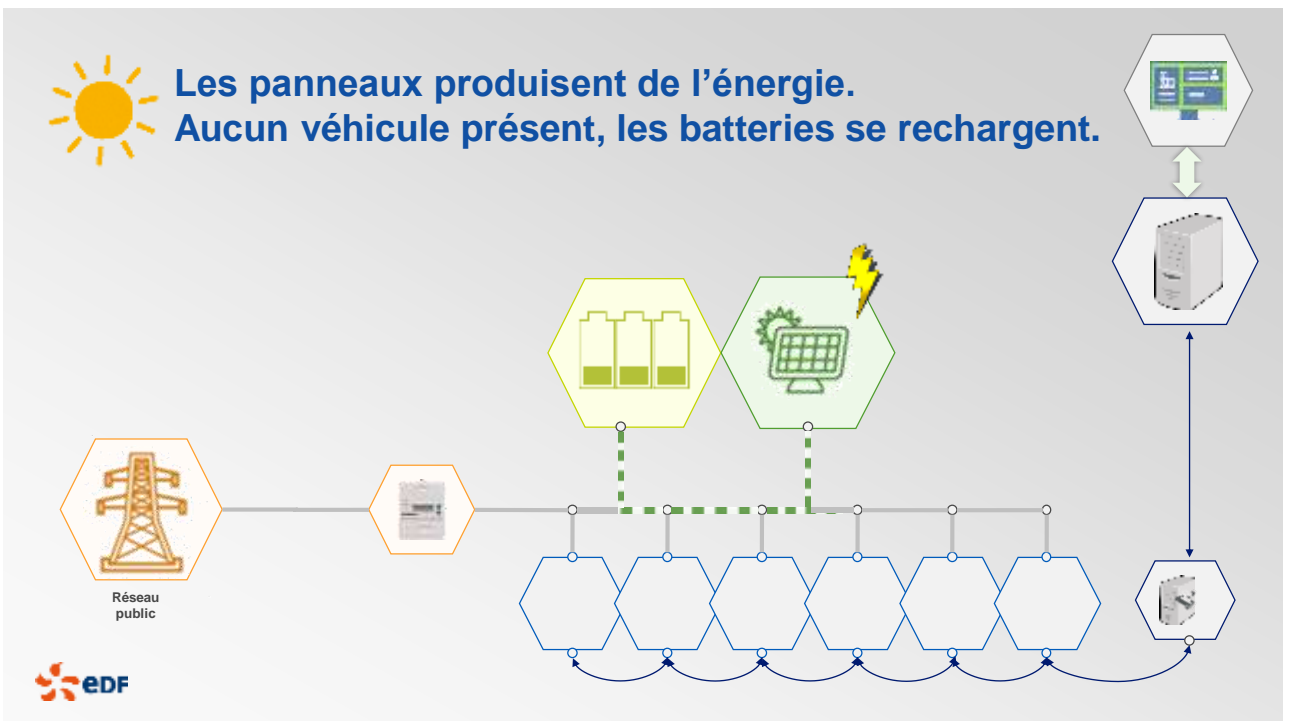 Les panneaux produisent de l’énergie.
Aucun véhicule présent, les batteries se rechargent.
Réseau
public
eDF